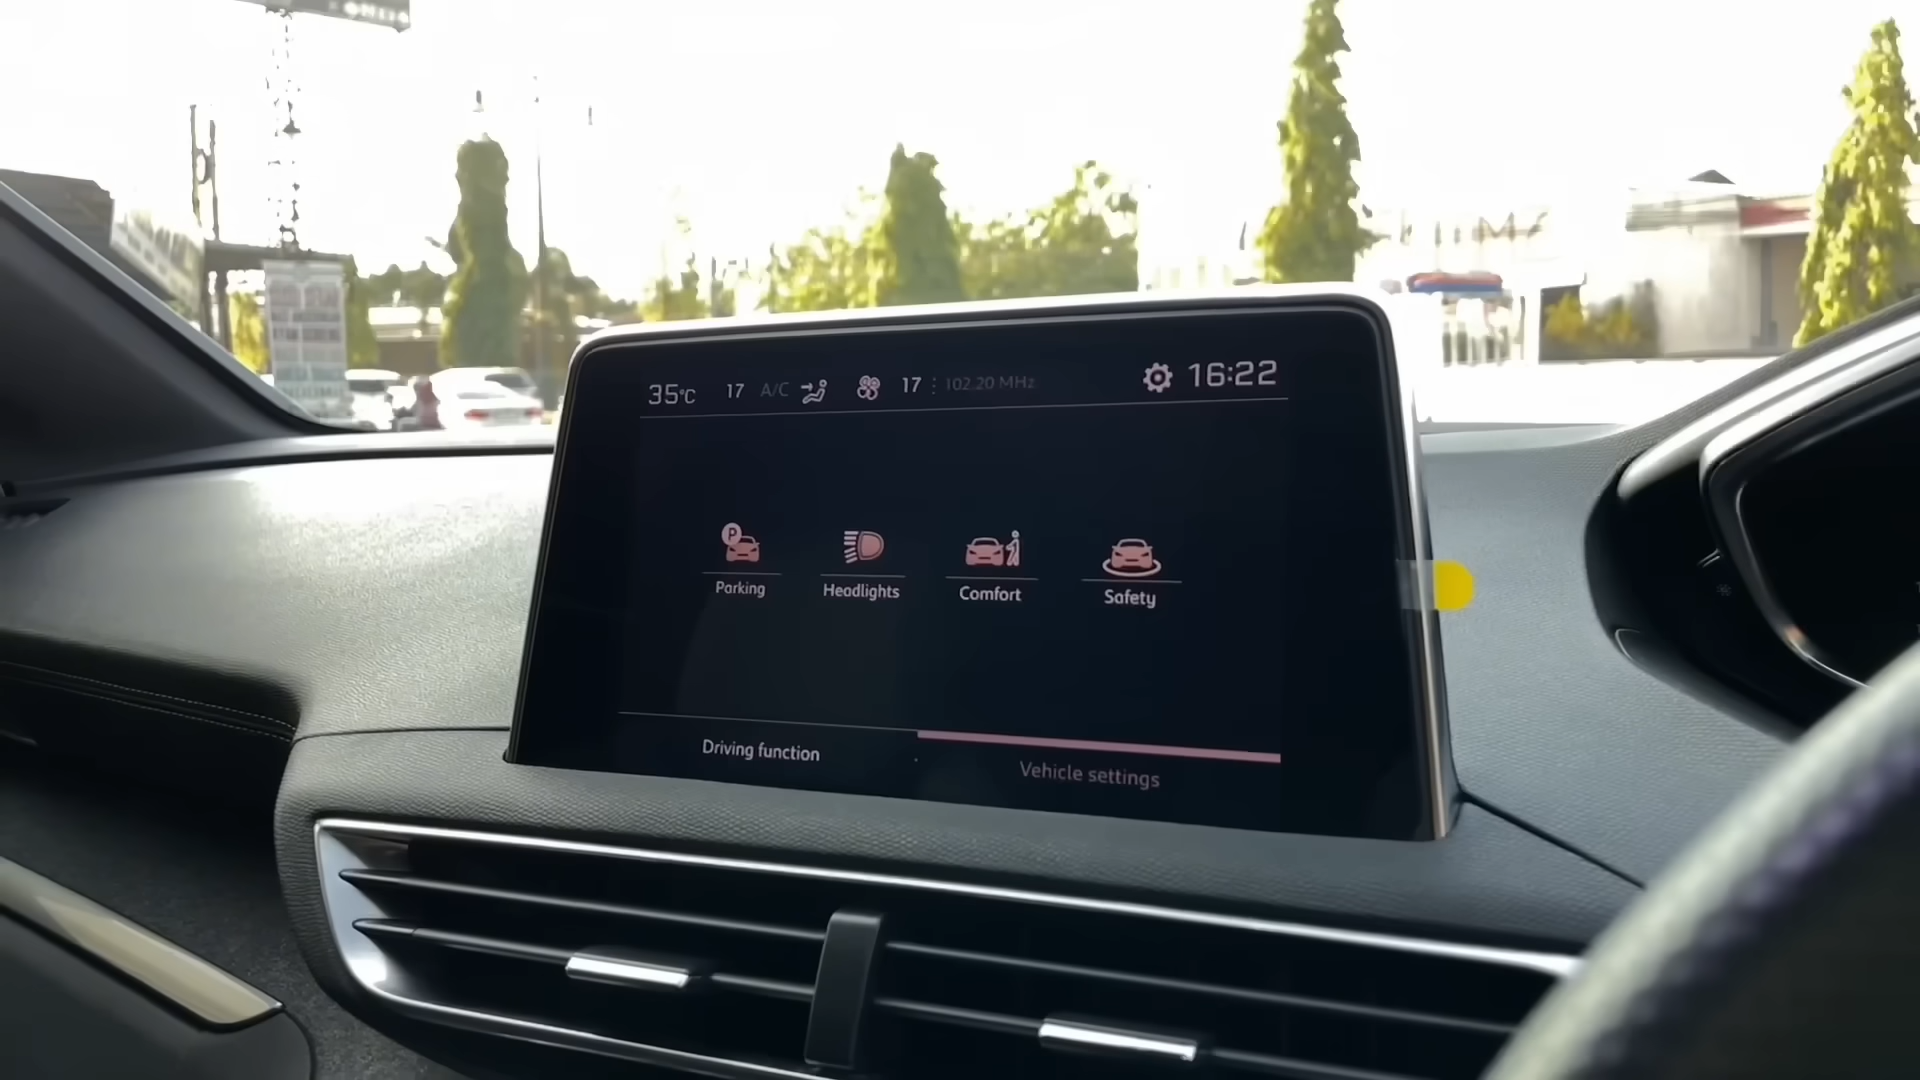 35°C 17 A/C 17 102.20 MHz 16:22
P
Parking Headlights Comfort Safety
Driving function Vehicle settings